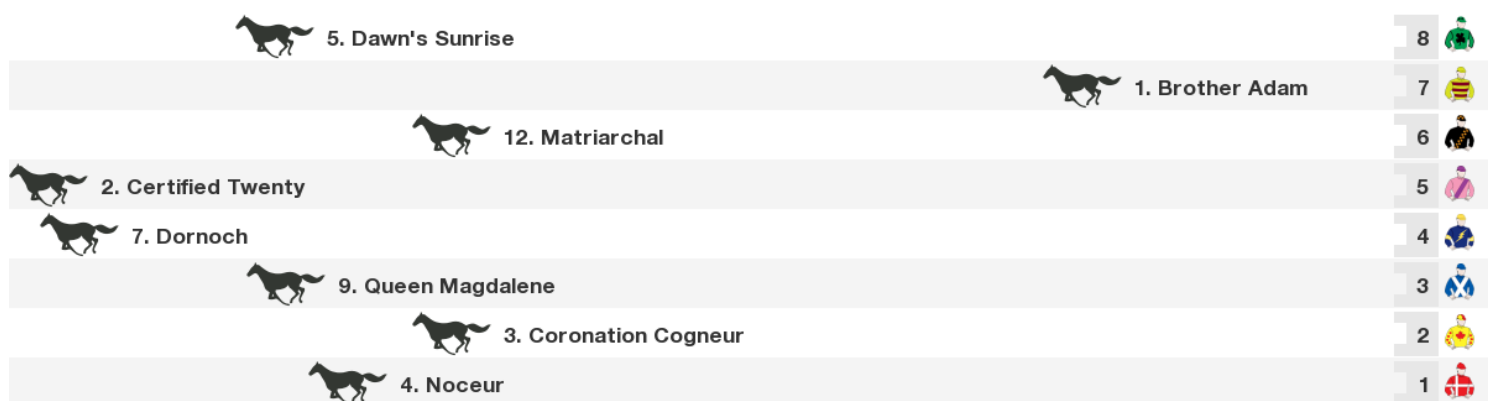 5. Dawn's Sunrise 8
1. Brother Adam 7
12. Matriarchal 6
2. Certified Twenty 5
7. Dornoch 4
9. Queen Magdalene 3
3. Coronation Cogneur 2
4. Noceur 1